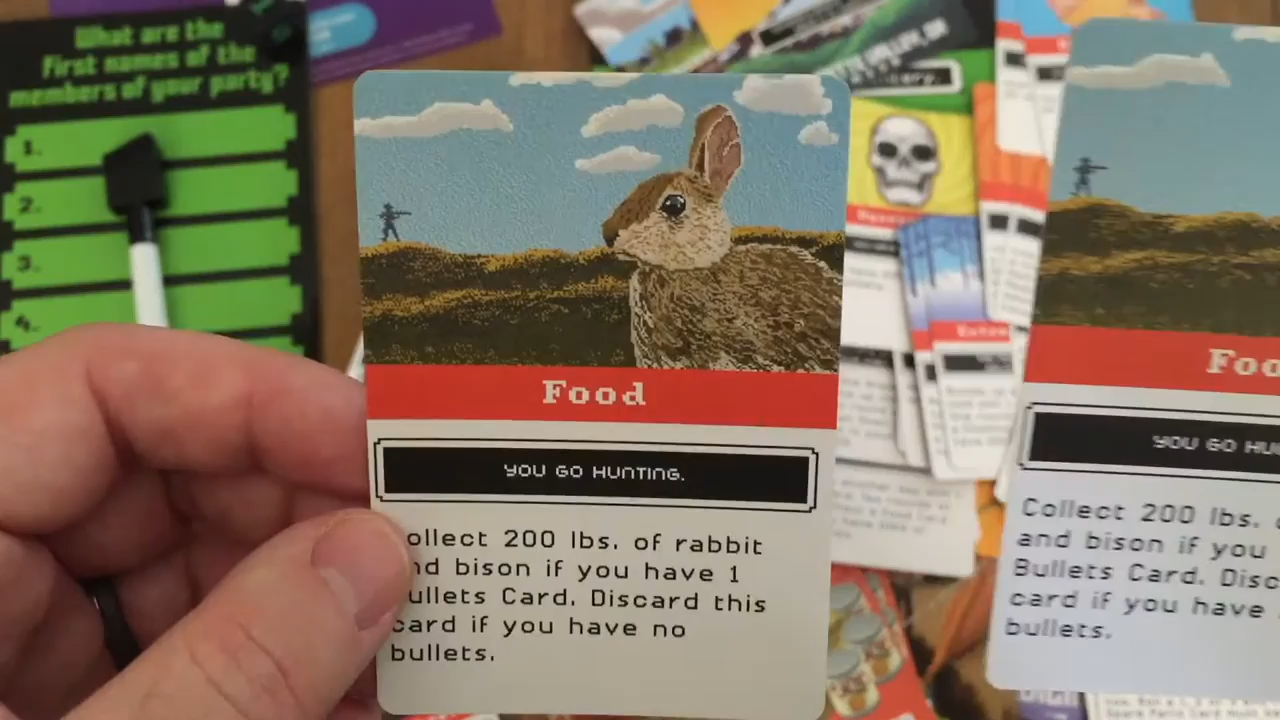 What are the
First names of the
members of your party?
1.
2.
3.
4.
Food
YOU GO HUNTING.
ollect 200 lbs. of rabbit
nd bison if you have 1
ullets Card. Discard this
card if you have no
bullets.
Foo
YOU GO HU
Collect 200 lbs.
and bison if you
Bullets Card. Disc
card if you have
bullets.